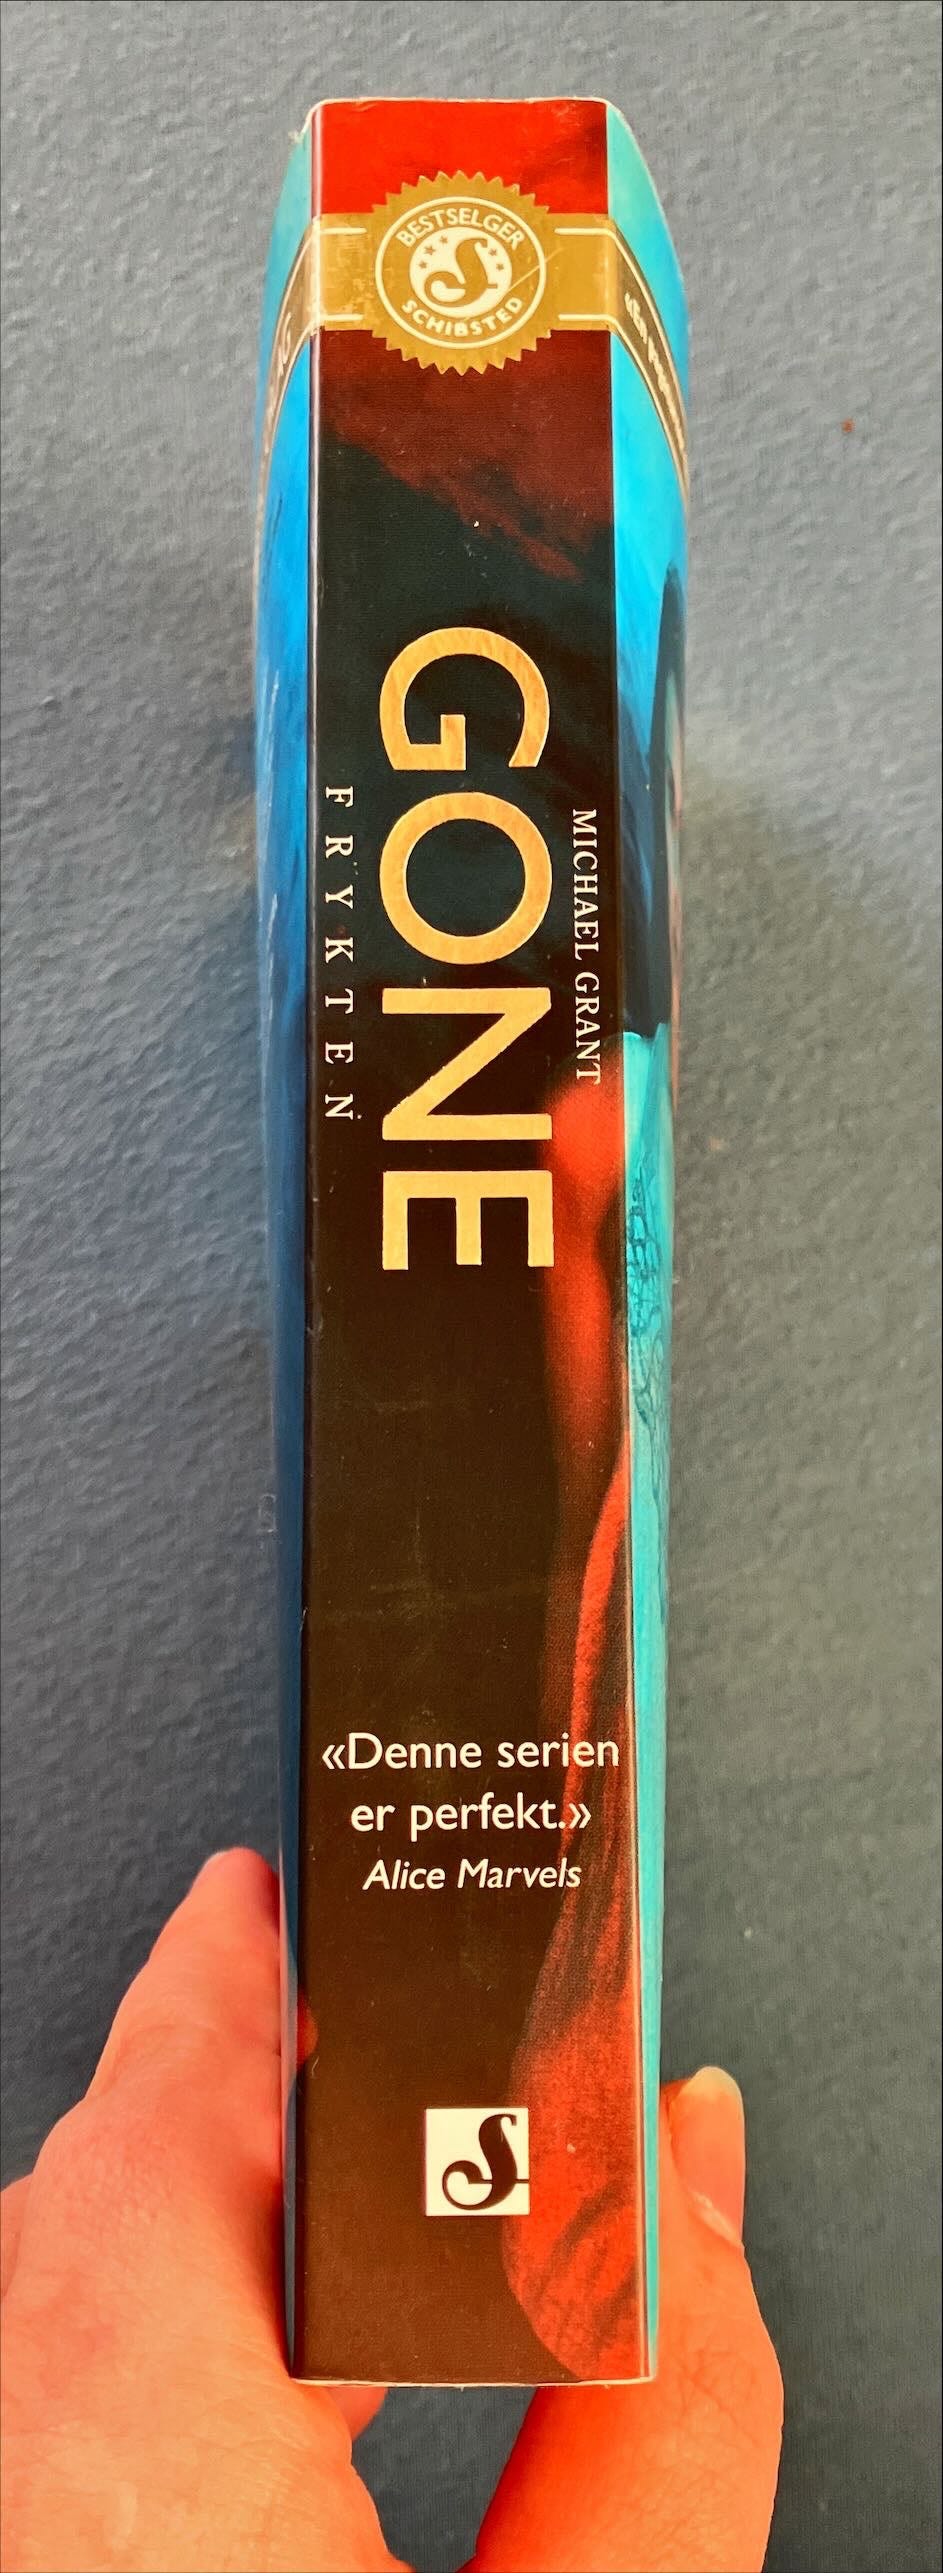 BESTSELGER
SCHIBSTED
MICHAEL GRANT
GONE
FRYKTEN
«Denne serien
er perfekt.»
Alice Marvels